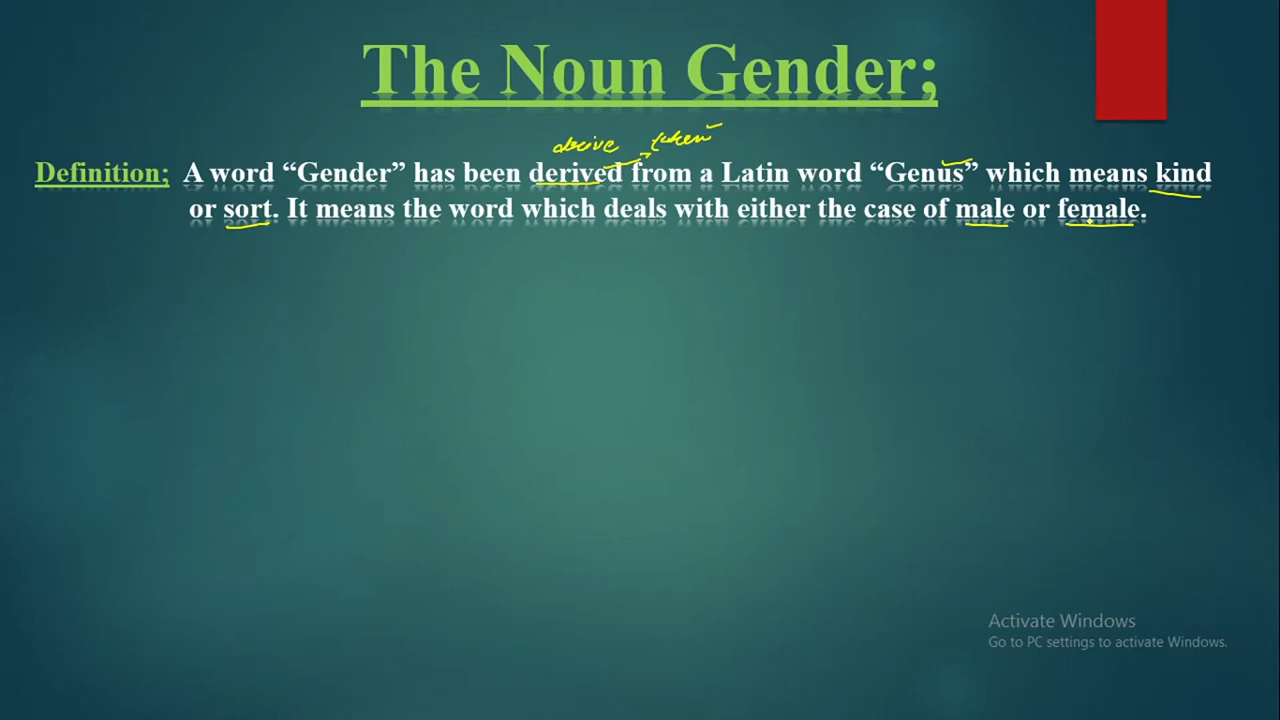 The Noun Gender;
derive taken
Definition; A word “Gender” has been derived from a Latin word “Genus” which means kind
or sort. It means the word which deals with either the case of male or female.
Activate Windows
Go to PC settings to activate Windows.